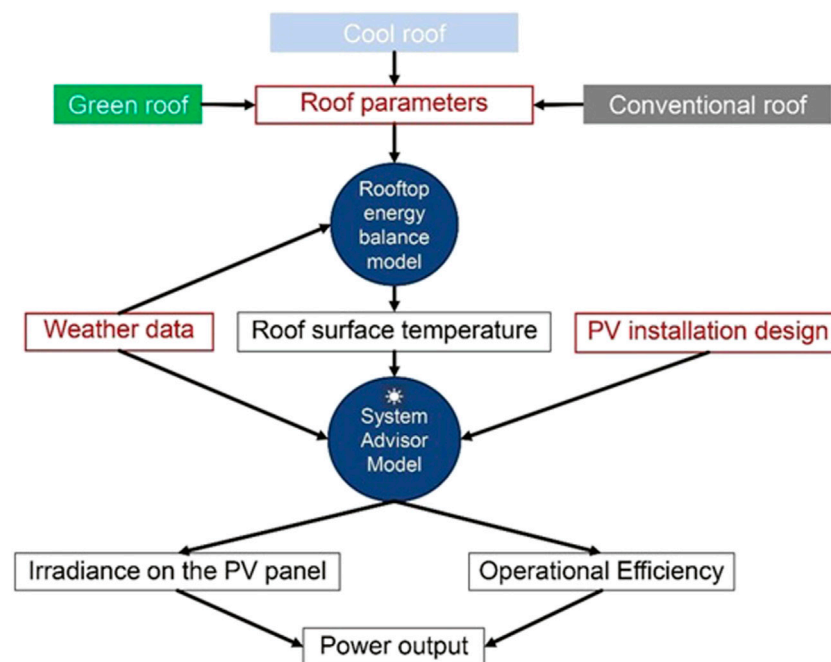 Cool roof
Green roof
Roof parameters
Conventional roof
Rooftop
energy
balance
model
Weather data
Roof surface temperature
PV installation design
System
Advisor
Model
Irradiance on the PV panel
Operational Efficiency
Power output